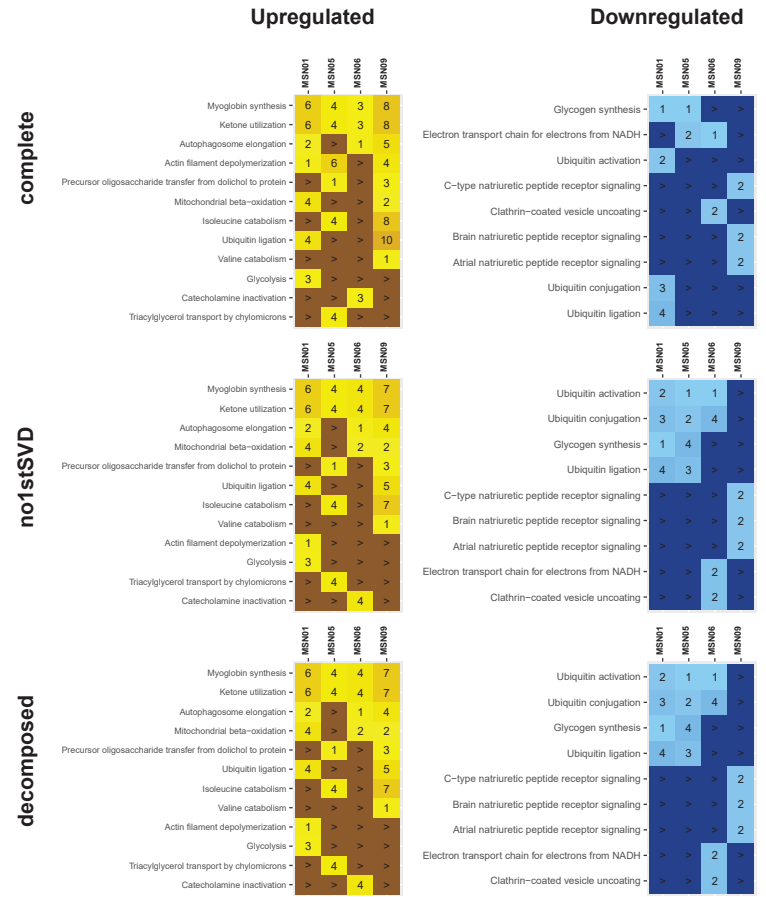 Upregulated Downregulated
complete
MSN01 MSN05 MSN06 MSN09
Myoglobin synthesis 6 4 3 8
Ketone utilization 6 4 3 8
Autophagosome elongation 2 > 1 5
Actin filament depolymerization 1 6 > 4
Precursor oligosaccharide transfer from dolichol to protein > 1 > 3
Mitochondrial beta-oxidation 4 > > 2
Isoleucine catabolism > 4 > 8
Ubiquitin ligation 4 > > 10
Valine catabolism > > > 1
Glycolysis 3 > > >
Catecholamine inactivation > > 3 >
Triacylglycerol transport by chylomicrons > 4 > >
MSN01 MSN05 MSN06 MSN09
Glycogen synthesis 1 1 > >
Electron transport chain for electrons from NADH > 2 1 >
Ubiquitin activation 2 > > >
C-type natriuretic peptide receptor signaling > > > 2
Clathrin-coated vesicle uncoating > > 2 >
Brain natriuretic peptide receptor signaling > > > 2
Atrial natriuretic peptide receptor signaling > > > 2
Ubiquitin conjugation 3 > > >
Ubiquitin ligation 4 > > >
no1stSVD
MSN01 MSN05 MSN06 MSN09
Myoglobin synthesis 6 4 4 7
Ketone utilization 6 4 4 7
Autophagosome elongation 2 > 1 4
Mitochondrial beta-oxidation 4 > 2 2
Precursor oligosaccharide transfer from dolichol to protein > 1 > 3
Ubiquitin ligation 4 > > 5
Isoleucine catabolism > 4 > 7
Valine catabolism > > > 1
Actin filament depolymerization 1 > > >
Glycolysis 3 > > >
Triacylglycerol transport by chylomicrons > 4 > >
Catecholamine inactivation > > 4 >
MSN01 MSN05 MSN06 MSN09
Ubiquitin activation 2 1 1 >
Ubiquitin conjugation 3 2 4 >
Glycogen synthesis 1 4 > >
Ubiquitin ligation 4 3 > >
C-type natriuretic peptide receptor signaling > > > 2
Brain natriuretic peptide receptor signaling > > > 2
Atrial natriuretic peptide receptor signaling > > > 2
Electron transport chain for electrons from NADH > > 2 >
Clathrin-coated vesicle uncoating > > 2 >
decomposed
MSN01 MSN05 MSN06 MSN09
Myoglobin synthesis 6 4 4 7
Ketone utilization 6 4 4 7
Autophagosome elongation 2 > 1 4
Mitochondrial beta-oxidation 4 > 2 2
Precursor oligosaccharide transfer from dolichol to protein > 1 > 3
Ubiquitin ligation 4 > > 5
Isoleucine catabolism > 4 > 7
Valine catabolism > > > 1
Actin filament depolymerization 1 > > >
Glycolysis 3 > > >
Triacylglycerol transport by chylomicrons > 4 > >
Catecholamine inactivation > > 4 >
MSN01 MSN05 MSN06 MSN09
Ubiquitin activation 2 1 1 >
Ubiquitin conjugation 3 2 4 >
Glycogen synthesis 1 4 > >
Ubiquitin ligation 4 3 > >
C-type natriuretic peptide receptor signaling > > > 2
Brain natriuretic peptide receptor signaling > > > 2
Atrial natriuretic peptide receptor signaling > > > 2
Electron transport chain for electrons from NADH > > 2 >
Clathrin-coated vesicle uncoating > > 2 >